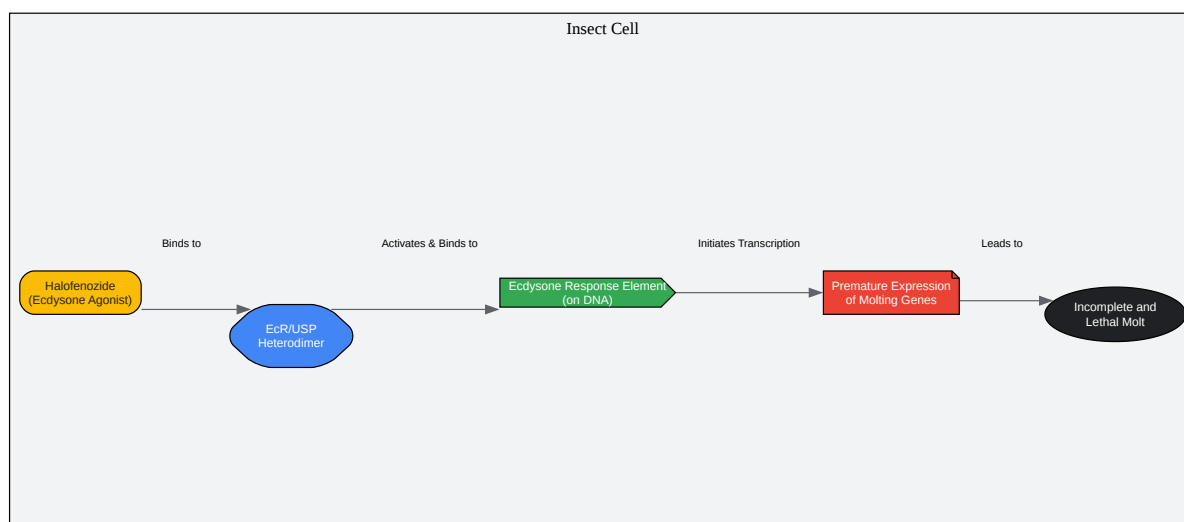 Insect Cell
Binds to
Activates & Binds to
Initiates Transcription
Leads to
Halofenozide
(Ecdysone Agonist)
EcR/USP
Heterodimer
Ecdysone Response Element
(on DNA)
Premature Expression
of Molting Genes
Incomplete and
Lethal Molt